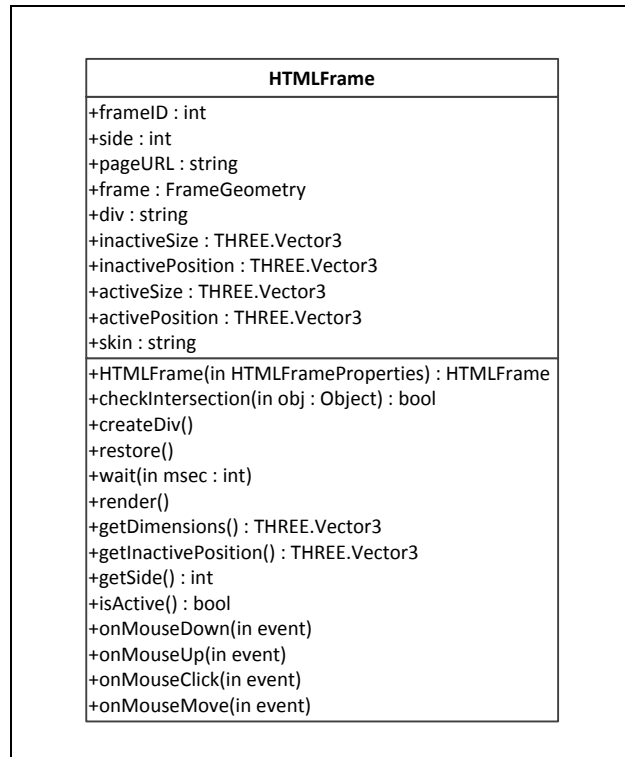 HTMLFrame
+frameID : int
+side : int
+pageURL : string
+frame : FrameGeometry
+div : string
+inactiveSize : THREE.Vector3
+inactivePosition : THREE.Vector3
+activeSize : THREE.Vector3
+activePosition : THREE.Vector3
+skin : string
+HTMLFrame(in HTMLFrameProperties) : HTMLFrame
+checkIntersection(in obj : Object) : bool
+createDiv()
+restore()
+wait(in msec : int)
+render()
+getDimensions() : THREE.Vector3
+getInactivePosition() : THREE.Vector3
+getSide() : int
+isActive() : bool
+onMouseDown(in event)
+onMouseUp(in event)
+onMouseClick(in event)
+onMouseMove(in event)